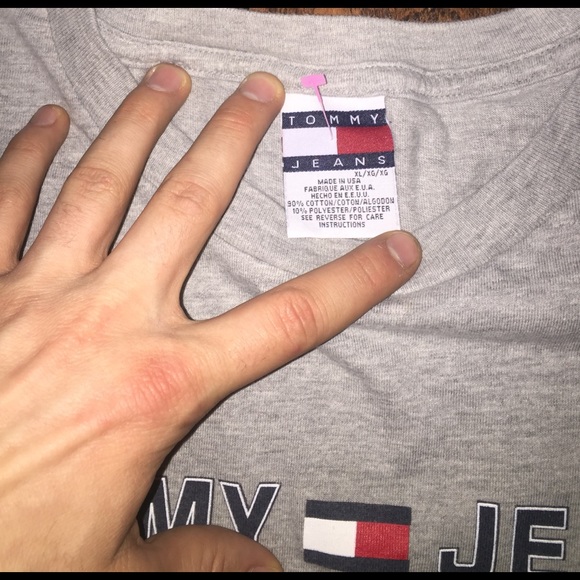 TOMMY
JEANS
XL/XG/XG
MADE IN USA
FABRIQUE AUX E.U.A.
HECHO EN E.E.U.U.
90% COTTON/COTON/ALGODON
10% POLYESTER/POLIESTER
SEE REVERSE FOR CARE
INSTRUCTIONS
MY JE